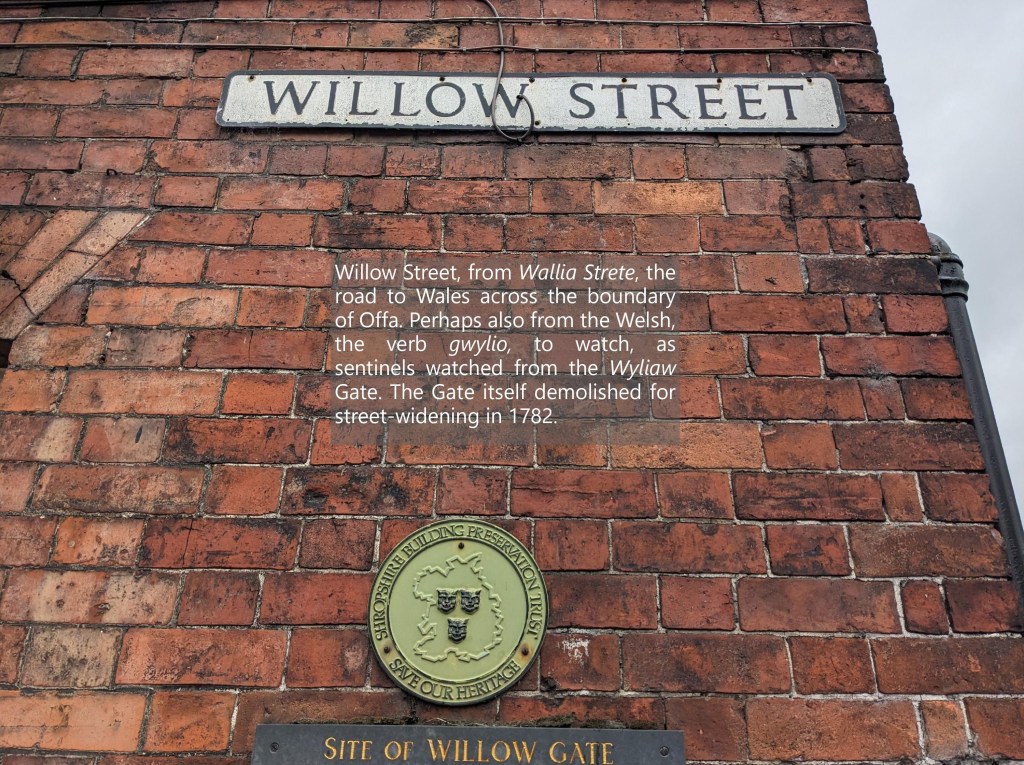 WILLOW STREET
Willow Street, from Wallia Strete, the
road to Wales across the boundary
of Offa. Perhaps also from the Welsh,
the verb gwylio, to watch, as
sentinels watched from the Wyliaw
Gate. The Gate itself demolished for
street-widening in 1782.
SHROPSHIRE BUILDING PRESERVATION TRUST
SAVE OUR HERITAGE
SITE OF WILLOW GATE